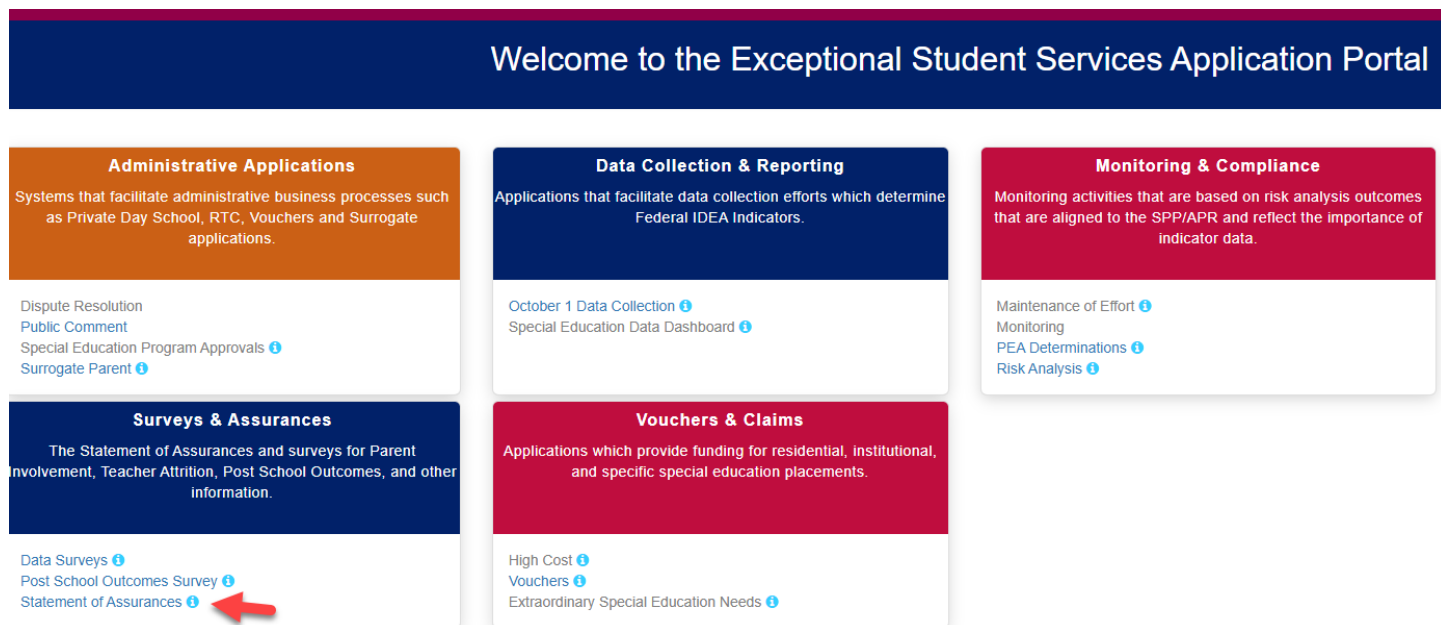 Welcome to the Exceptional Student Services Application Portal
Administrative Applications
Systems that facilitate administrative business processes such
as Private Day School, RTC, Vouchers and Surrogate
applications.
Dispute Resolution
Public Comment
Special Education Program Approvals
Surrogate Parent
Data Collection & Reporting
Applications that facilitate data collection efforts which determine
Federal IDEA Indicators.
October 1 Data Collection
Special Education Data Dashboard
Monitoring & Compliance
Monitoring activities that are based on risk analysis outcomes
that are aligned to the SPP/APR and reflect the importance of
indicator data.
Maintenance of Effort
Monitoring
PEA Determinations
Risk Analysis
Surveys & Assurances
The Statement of Assurances and surveys for Parent
Involvement, Teacher Attrition, Post School Outcomes, and other
information.
Data Surveys
Post School Outcomes Survey
Statement of Assurances
Vouchers & Claims
Applications which provide funding for residential, institutional,
and specific special education placements.
High Cost
Vouchers
Extraordinary Special Education Needs